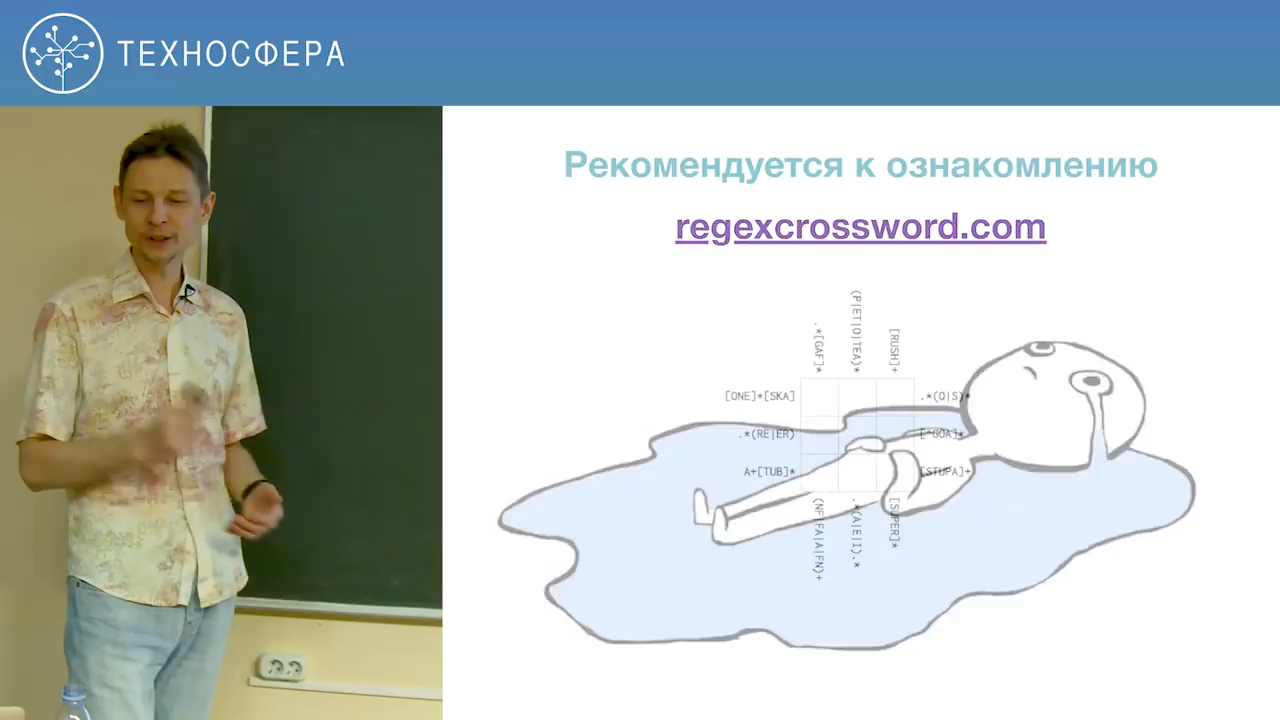 ТЕХНОСФЕРА
Рекомендуется к ознакомлению
regexcrossword.com
.*[GAF]*
(P|ET|O|TEA)*
[RUSH]+
[ONE]*[SKA]
.*(O|S)*
.*(RE|ER)
[^GOA]*
A+[TUB]*
[STUPA]+
(NF|FA|A|FN)+
.*(A|E|I).*
[SUPER]*